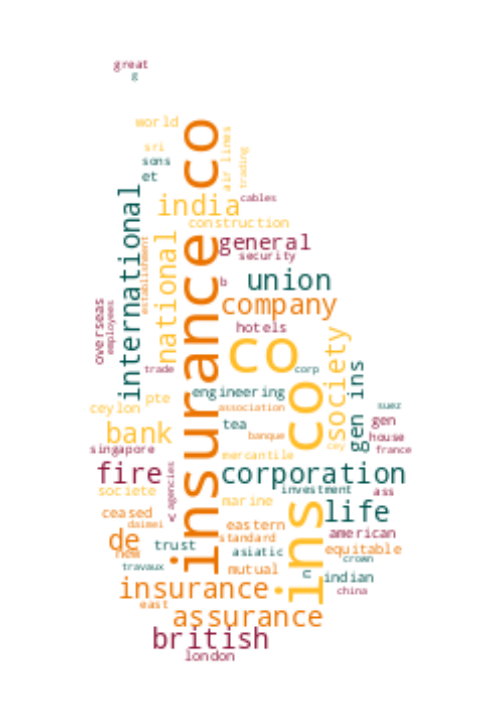 great
g
world
insurance co
air lines
trading
sri
sons
et
cables
international
india
construction
general
security
establishment
national
b
union
company
overseas
employees
hotels
co
society
trade
corp
gen ins
engineering
ins co
pte
ceylon
association
suez
tea
gen
bank
banque
house
cey
singapore
mercantile
france
fire
corporation
agencies
societe
investment
ass
marine
life
ceased
daimei
eastern
american
de
standard
new
trust
asiatic
equitable
crown
travaux
mutual
indian
insurance
china
east
assurance
british
london